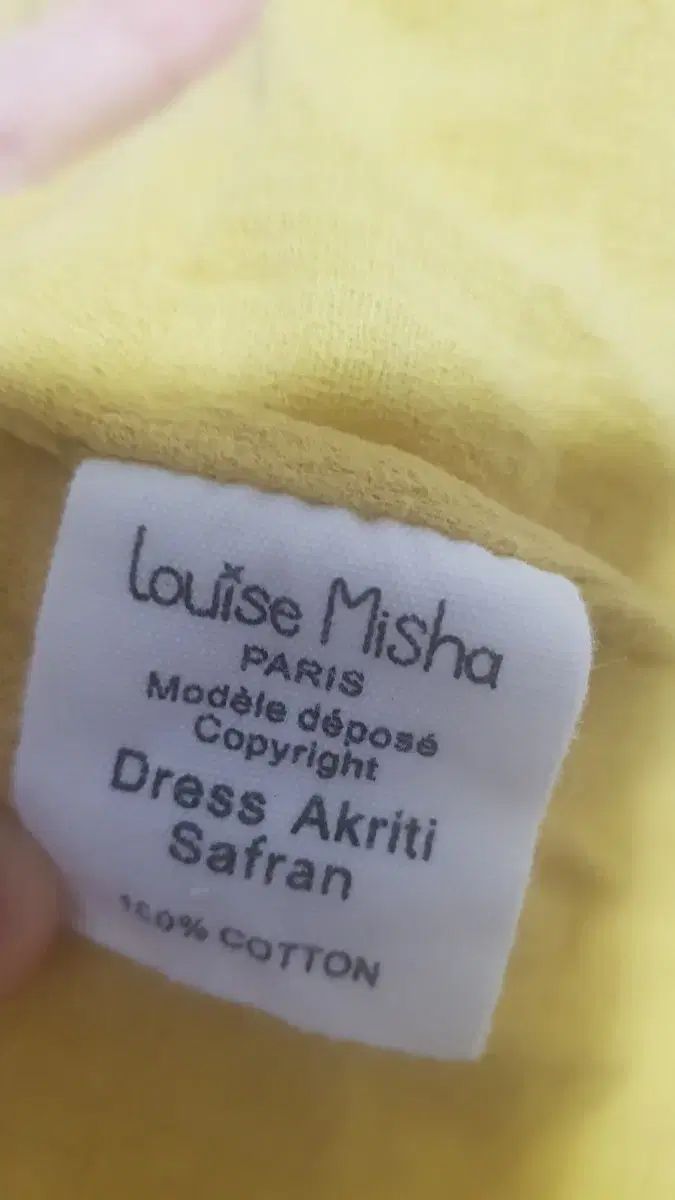 Louise Misha
PARIS
Modèle déposé
Copyright
Dress Akriti
Safran
100% COTTON